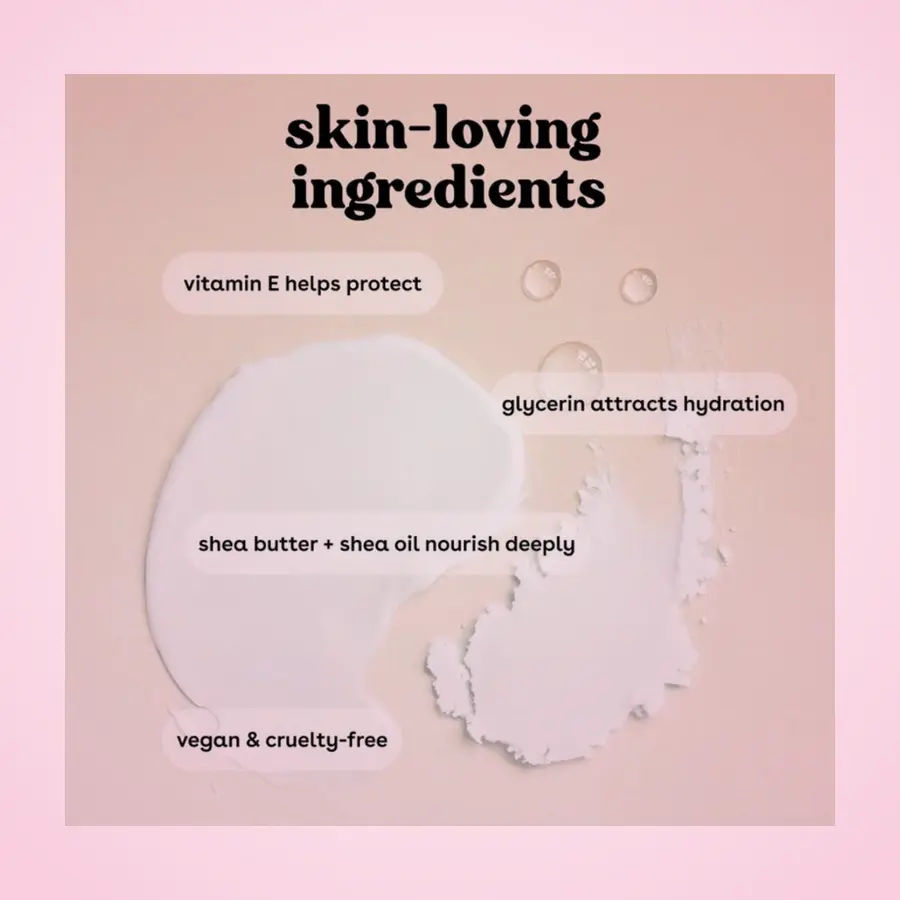 skin-loving
ingredients
vitamin E helps protect
glycerin attracts hydration
shea butter + shea oil nourish deeply
vegan & cruelty-free